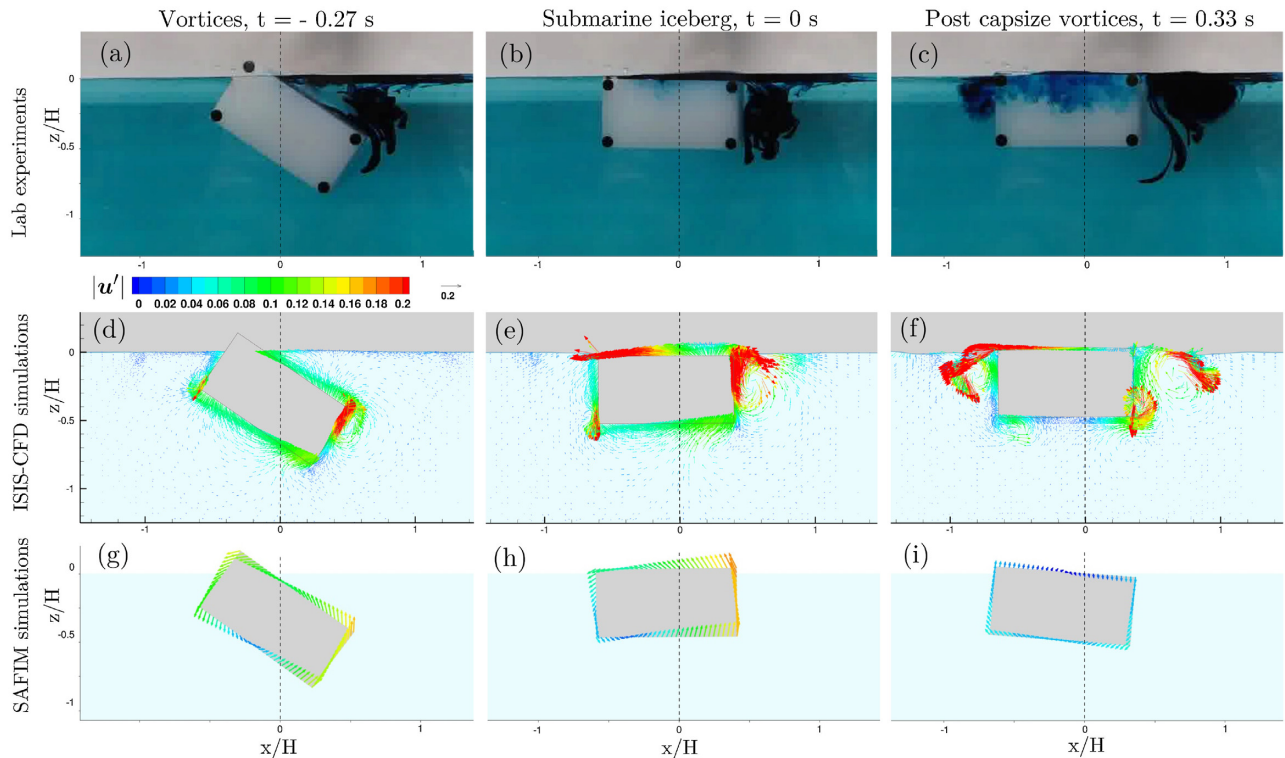 Vortices, t = - 0.27 s
Submarine iceberg, t = 0 s
Post capsize vortices, t = 0.33 s
Lab experiments
z/H
0
-0.5
-1
(a)
(b)
(c)
-1 0 1
-1 0 1
-1 0 1
|u′|
0 0.02 0.04 0.06 0.08 0.1 0.12 0.14 0.16 0.18 0.2
0.2
ISIS-CFD simulations
z/H
0
-0.5
-1
(d)
(e)
(f)
-1 0 1
-1 0 1
-1 0 1
SAFIM simulations
z/H
0
-0.5
-1
(g)
(h)
(i)
0 1
-1 0 1
-1 0 1
x/H
x/H
x/H